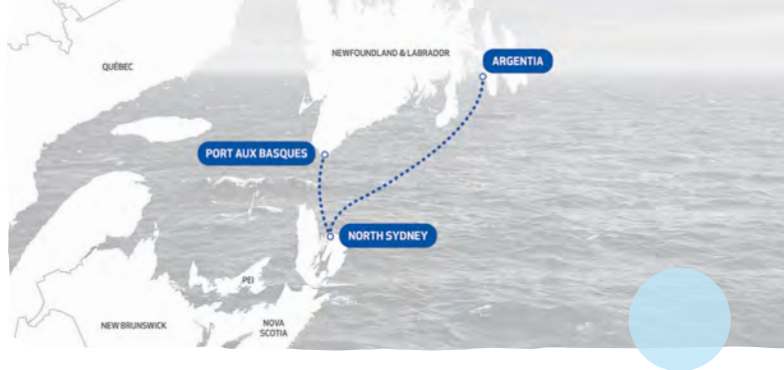 NEWFOUNDLAND & LABRADOR
ARGENTIA
QUÉBEC
PORT AUX BASQUES
NORTH SYDNEY
PEI
NEW BRUNSWICK
NOVA
SCOTIA